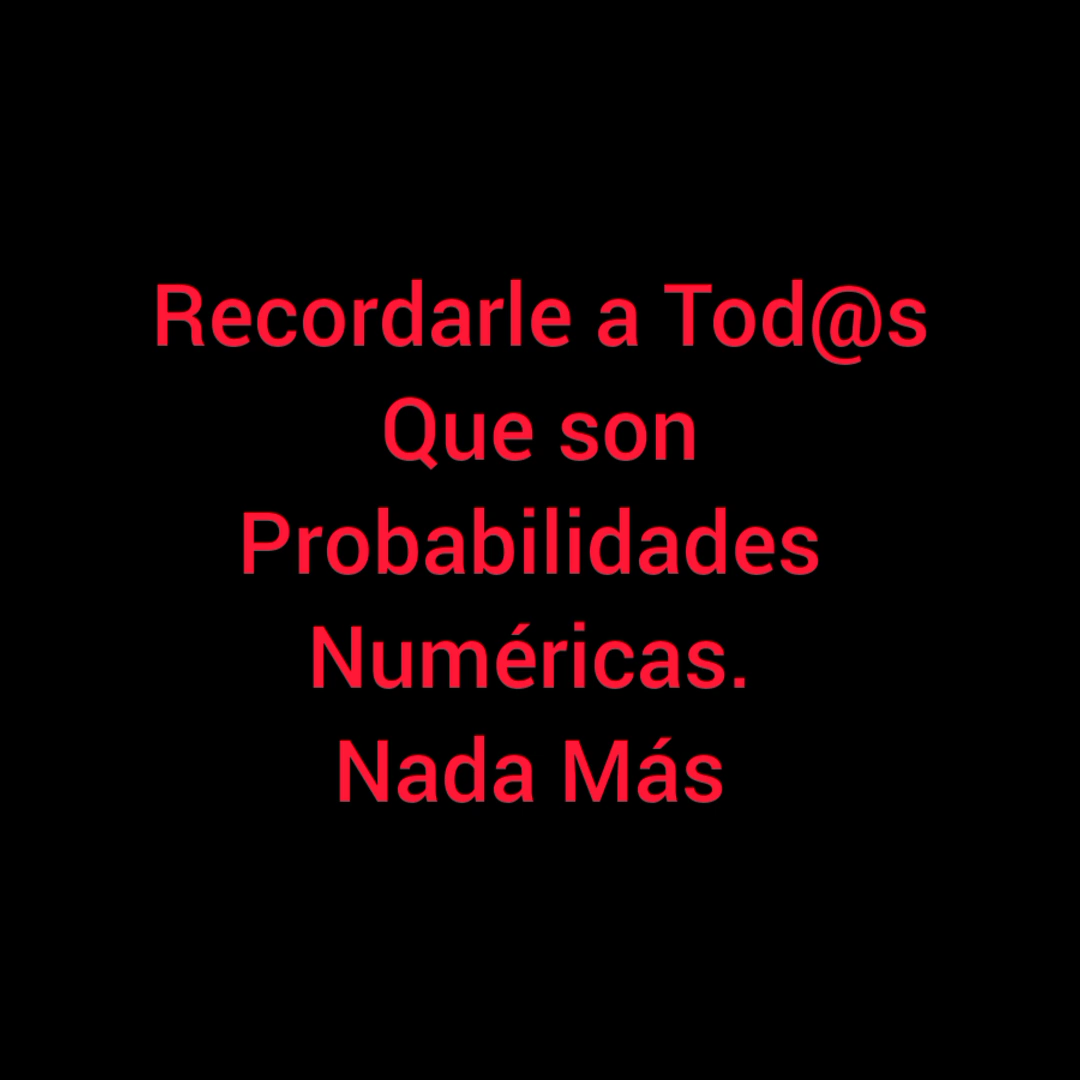 Recordarle a Tod@s
Que son
Probabilidades
Numéricas.
Nada Más